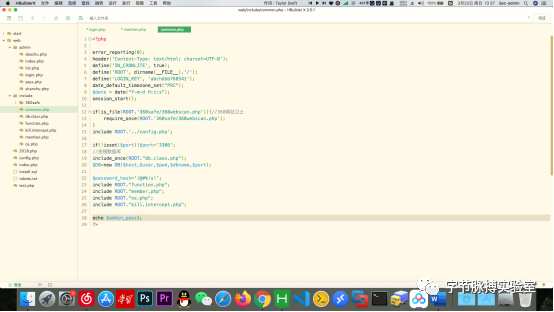 HBuilderX 文件 编辑 选择 查找 跳转 运行 发行 视图 工具 帮助
web/include/common.php - HBuilder X 2.6.1
输入文件名
预览
start
web
admin
index.php
list.php
login.php
pass.php
include
360safe
common.php
db.class.php
function.php
kill.intercept.php
member.php
os.php
2018.php
config.php
index.php
install.sql
robots.txt
test.php
* login.php
* member.php
common.php
1 <?php
2
3 error_reporting(0);
4 header('Content-Type: text/html; charset=UTF-8');
5 define('IN_CRONLITE', true);
6 define('ROOT', dirname(__FILE__).'/');
7 define('LOGIN_KEY', 'abchdbb768541');
8 date_default_timezone_set("PRC");
9 $date = date("Y-m-d H:i:s");
10 session_start();
11
12 if(is_file(ROOT.'360safe/360webscan.php')){//360网站卫士
13 require_once(ROOT.'360safe/360webscan.php');
14 }
15 include ROOT.'../config.php';
16
17 if(!isset($port))$port='3306';
18 //连接数据库
19 include_once(ROOT."db.class.php");
20 $DB=new DB($host,$user,$pwd,$dbname,$port);
21
22 $password_hash='!@#%!s!';
23 include ROOT."function.php";
24 include ROOT."member.php";
25 include ROOT."os.php";
26 include ROOT."kill.intercept.php";
27
28 echo $admin_pass1;
29 ?>
字节脉搏实验室